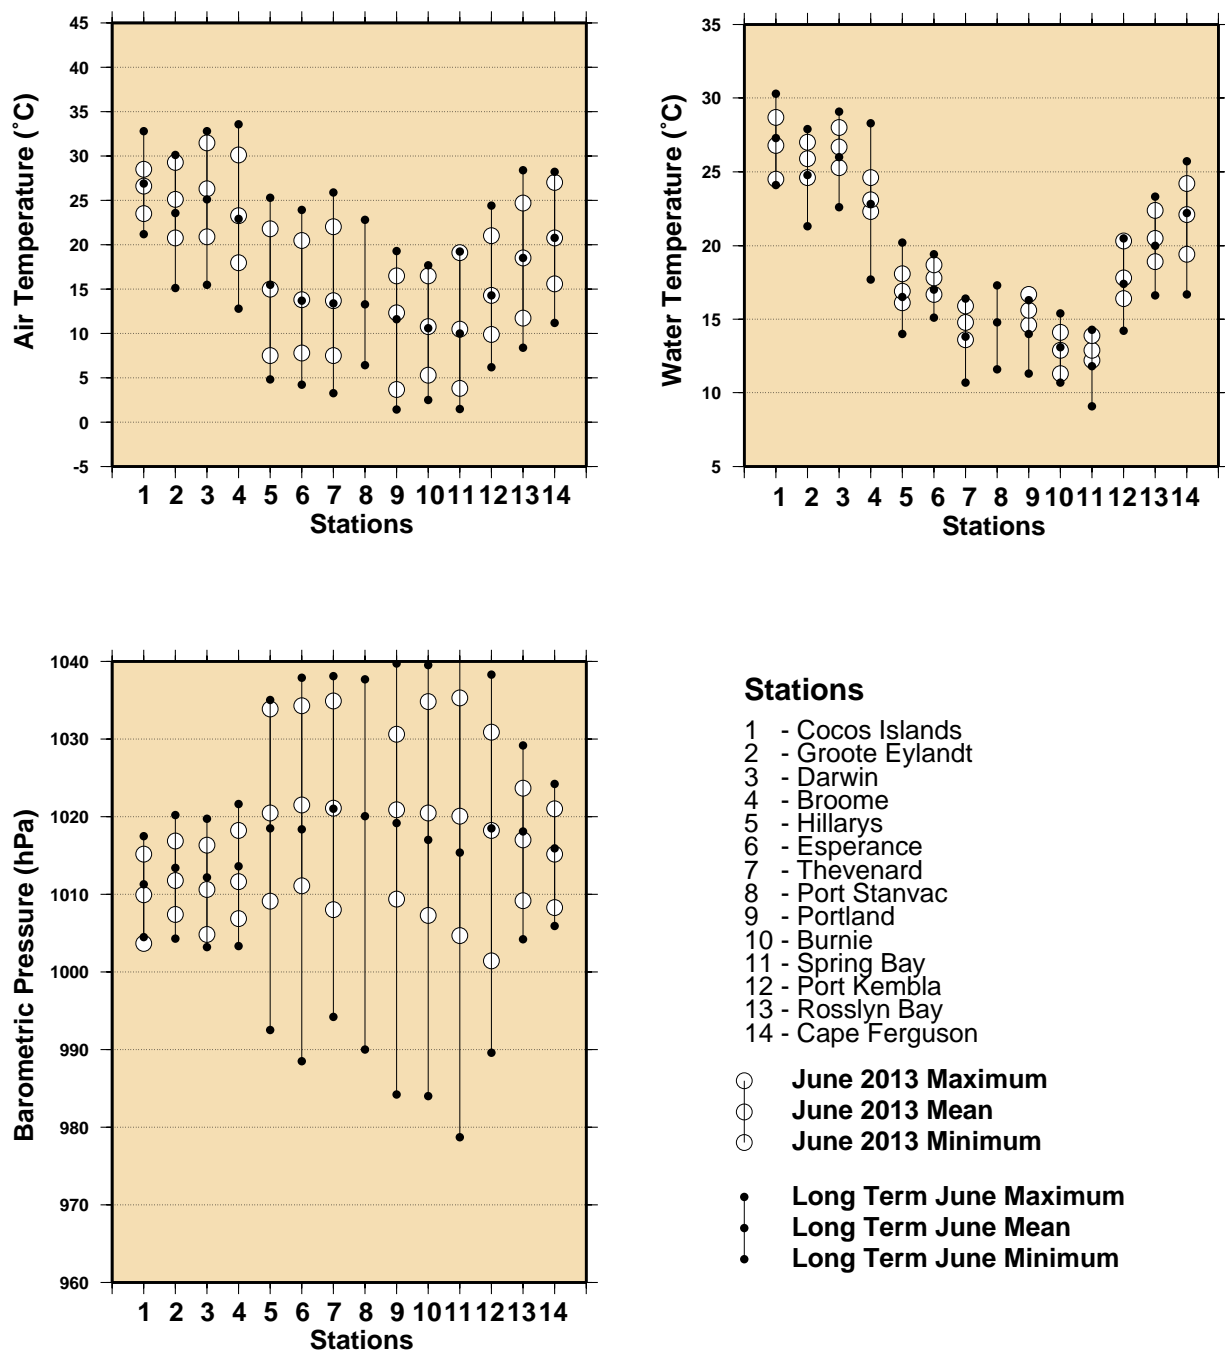 Air Temperature (˚C)
45
40
35
30
25
20
15
10
5
0
-5
1 2 3 4 5 6 7 8 9 10 11 12 13 14
Stations
Water Temperature (˚C)
35
30
25
20
15
10
5
1 2 3 4 5 6 7 8 9 10 11 12 13 14
Stations
Barometric Pressure (hPa)
1040
1030
1020
1010
1000
990
980
970
960
1 2 3 4 5 6 7 8 9 10 11 12 13 14
Stations
Stations
1 - Cocos Islands
2 - Groote Eylandt
3 - Darwin
4 - Broome
5 - Hillarys
6 - Esperance
7 - Thevenard
8 - Port Stanvac
9 - Portland
10 - Burnie
11 - Spring Bay
12 - Port Kembla
13 - Rosslyn Bay
14 - Cape Ferguson
June 2013 Maximum
June 2013 Mean
June 2013 Minimum
Long Term June Maximum
Long Term June Mean
Long Term June Minimum